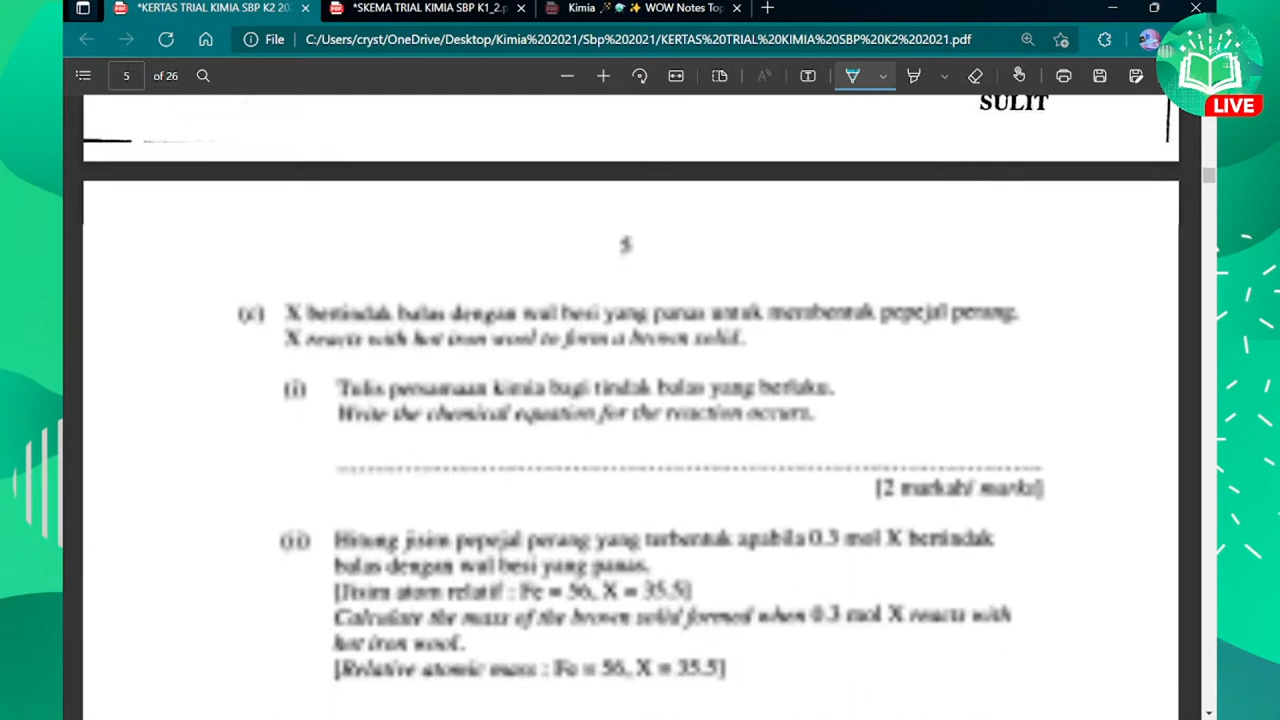 *KERTAS TRIAL KIMIA SBP K2 202
*SKEMA TRIAL KIMIA SBP K1_2.p
Kimia 🪄🐢✨ WOW Notes Top
File C:/Users/cryst/OneDrive/Desktop/Kimia%202021/Sbp%202021/KERTAS%20TRIAL%20KIMIA%20SBP%20K2%202021.pdf
5 of 26
LIVE
SULIT
5
(c) X bertindak balas dengan wul besi yang panas untuk membentuk pepejal perang.
X reacts with hot iron wool to form a brown solid.
(i) Tulis persamaan kimia bagi tindak balas yang berlaku.
Write the chemical equation for the reaction occurs.
[2 markah/ marks]
(ii) Hitung jisim pepejal perang yang terbentuk apabila 0.3 mol X bertindak
balas dengan wul besi yang panas.
[Jisim atom relatif : Fe = 56, X = 35.5]
Calculate the mass of the brown solid formed when 0.3 mol X reacts with
hot iron wool.
[Relative atomic mass : Fe = 56, X = 35.5]